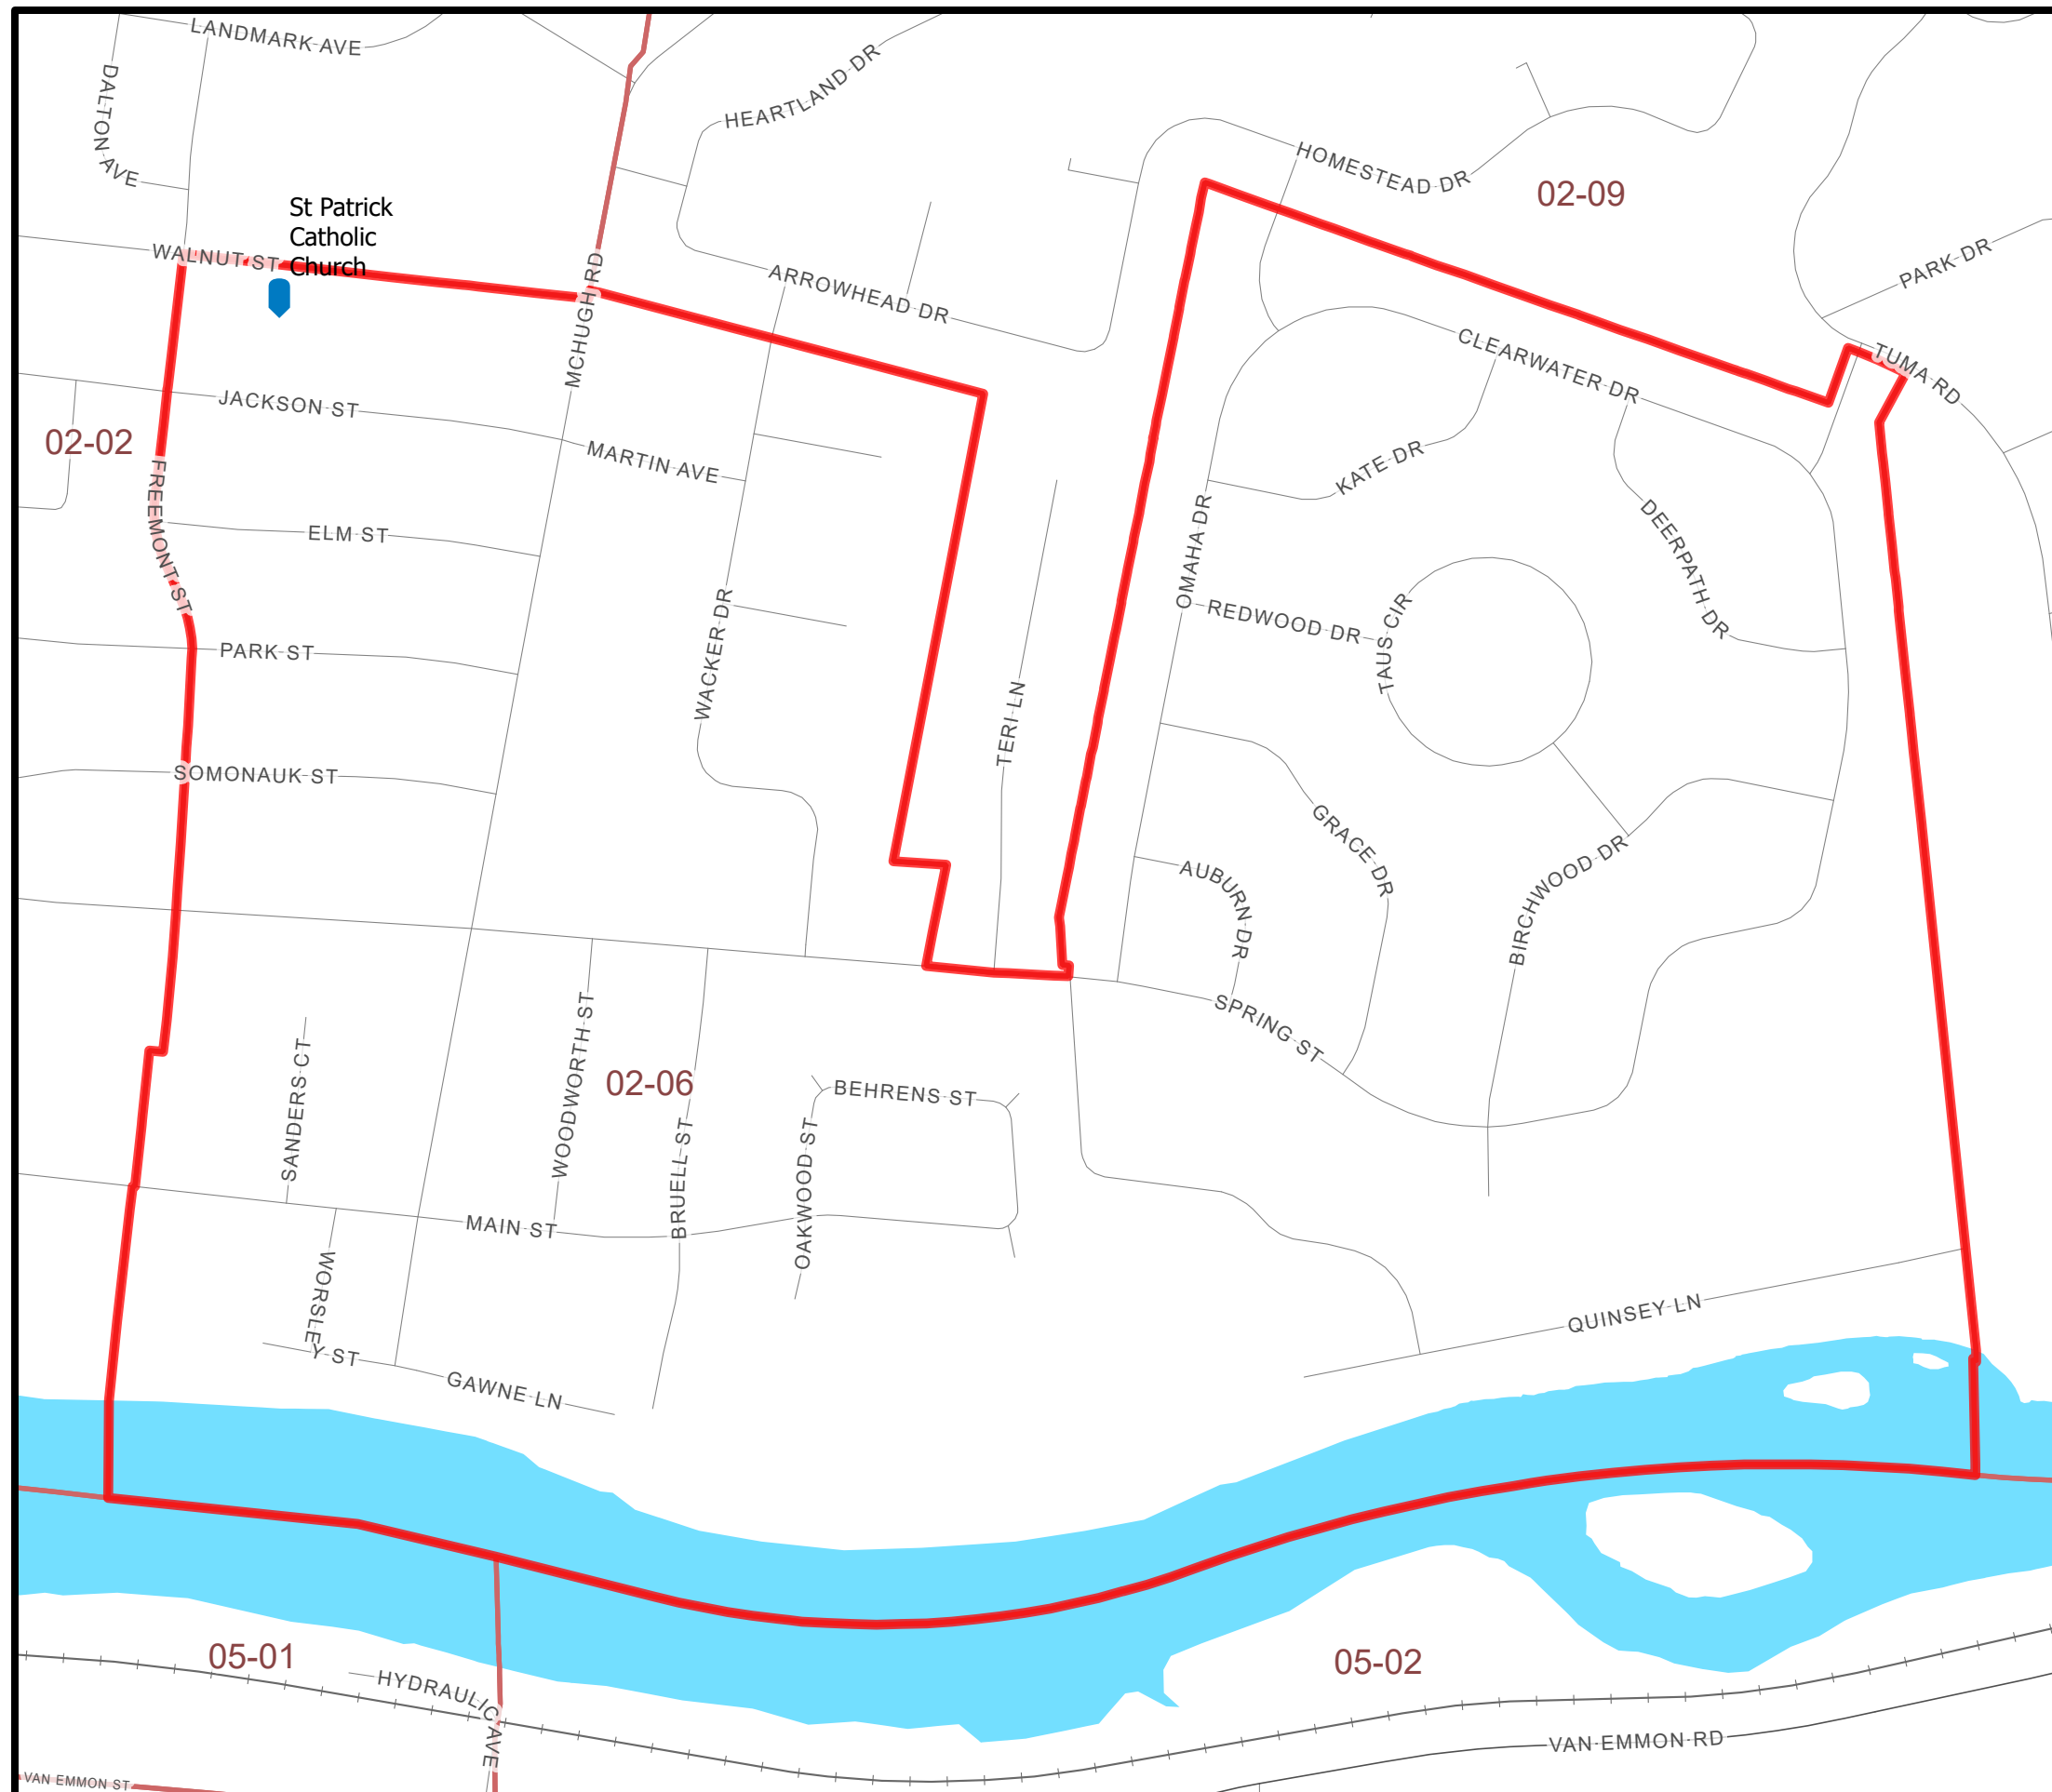 LANDMARK AVE
DALTON AVE
HEARTLAND DR
HOMESTEAD DR
02-09
St Patrick
Catholic
Church
WALNUT ST
MCHUGH RD
ARROWHEAD DR
PARK DR
TUMA RD
CLEARWATER DR
JACKSON ST
02-02
MARTIN AVE
KATE DR
FREEMONT ST
ELM ST
OMAHA DR
DEERPATH DR
REDWOOD DR
TAUS CIR
WACKER DR
PARK ST
TERI LN
SOMONAUK ST
GRACE DR
AUBURN DR
BIRCHWOOD DR
SPRING ST
SANDERS CT
WOODWORTH ST
02-06
BEHRENS ST
BRUELL ST
OAKWOOD ST
MAIN ST
WORSLEY ST
QUINSEY LN
GAWNE LN
05-01
05-02
HYDRAULIC AVE
VAN EMMON RD
VAN EMMON ST